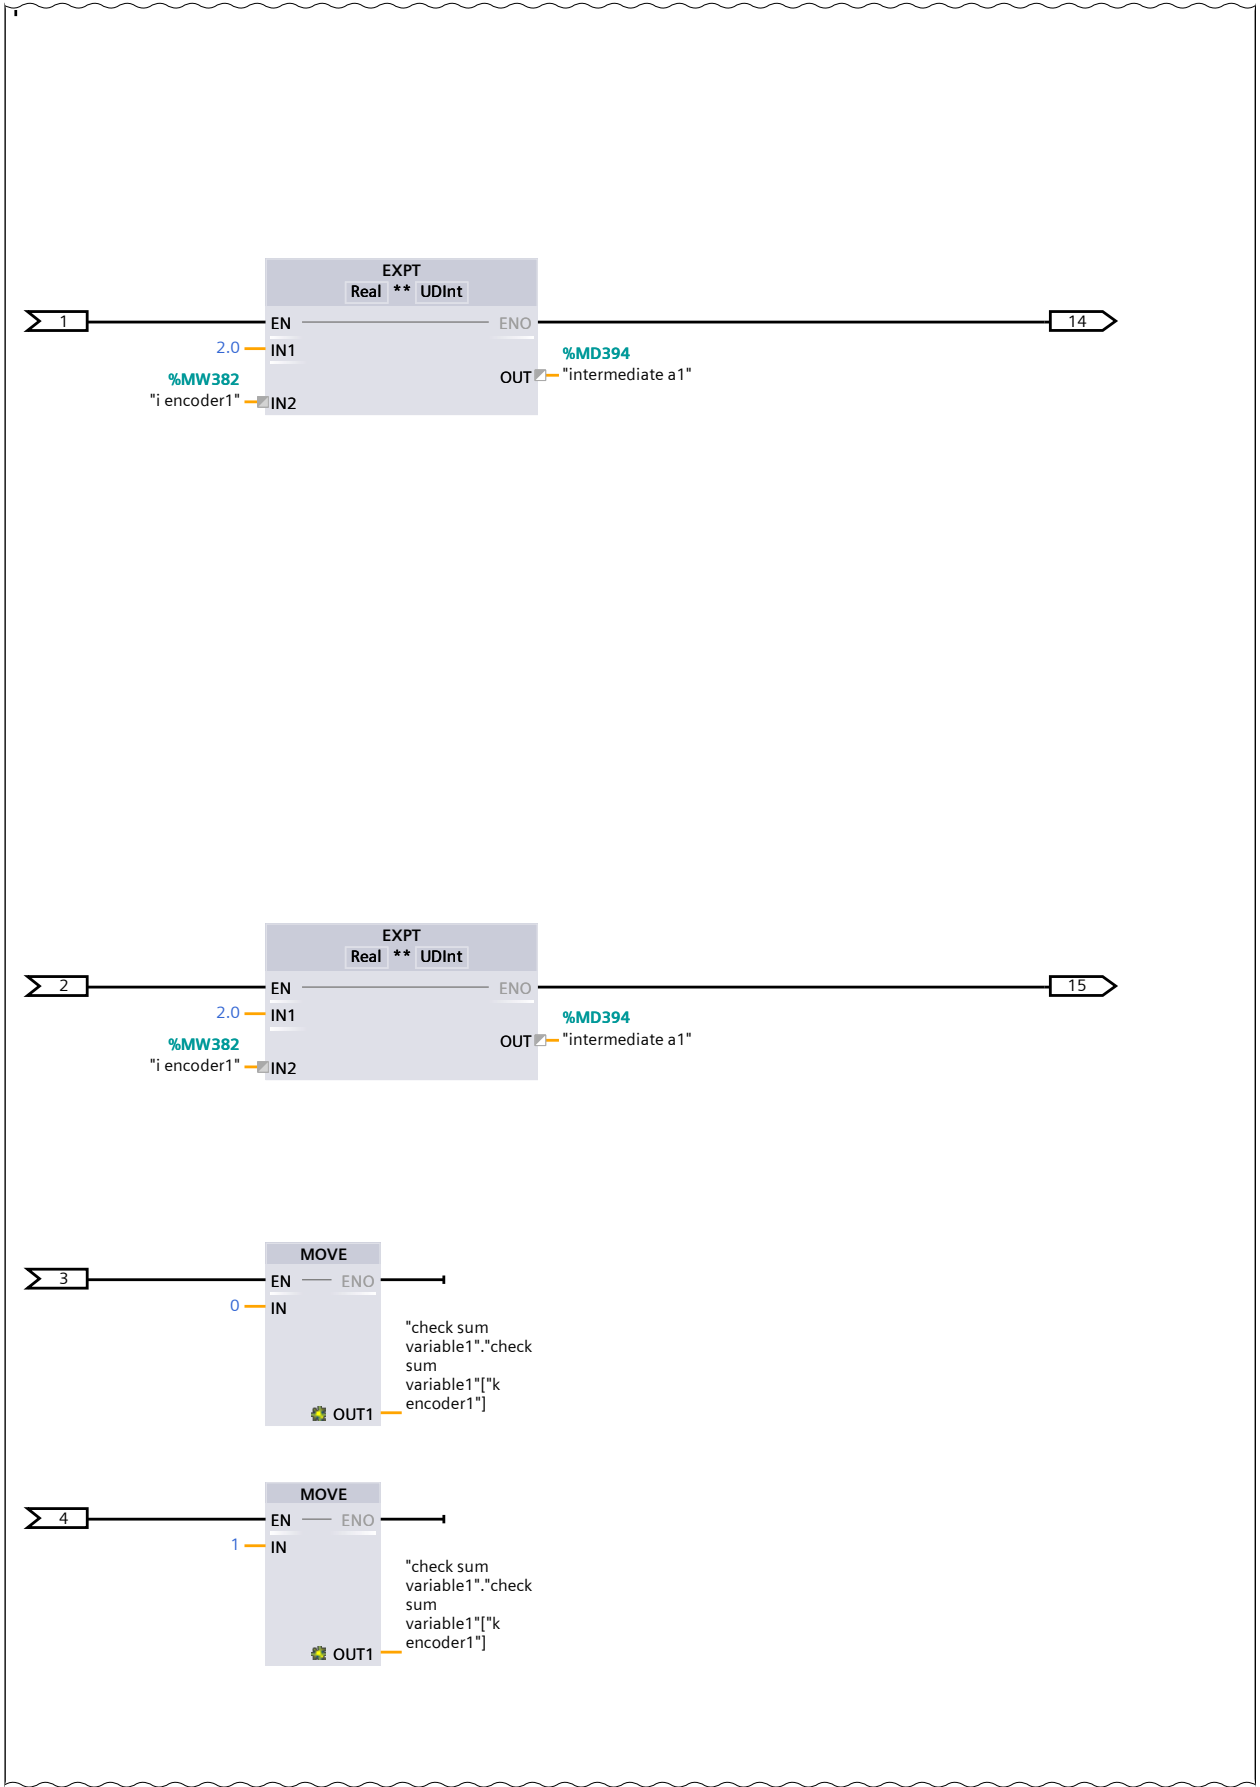 EXPT
Real ** UDInt
1
EN
ENO
14
2.0
IN1
%MD394
OUT
"intermediate a1"
%MW382
"i encoder1"
IN2
EXPT
Real ** UDInt
2
EN
ENO
15
2.0
IN1
%MD394
OUT
"intermediate a1"
%MW382
"i encoder1"
IN2
MOVE
3
EN
ENO
0
IN
"check sum
variable1"."check
sum
variable1"["k
encoder1"]
OUT1
MOVE
4
EN
ENO
1
IN
"check sum
variable1"."check
sum
variable1"["k
encoder1"]
OUT1